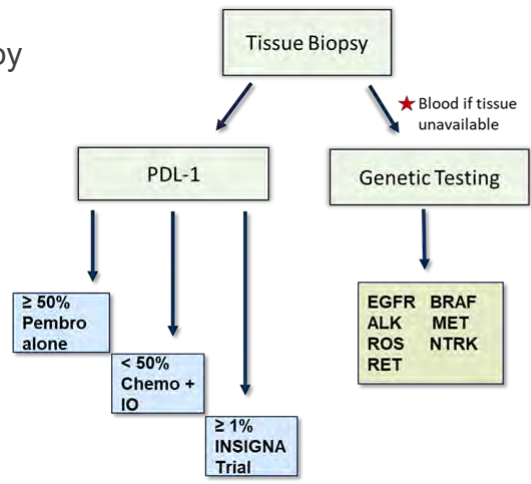 Tissue Biopsy
Blood if tissue
unavailable
PDL-1
Genetic Testing
≥ 50%
Pembro
alone
< 50%
Chemo +
IO
≥ 1%
INSIGNA
Trial
EGFR BRAF
ALK MET
ROS NTRK
RET